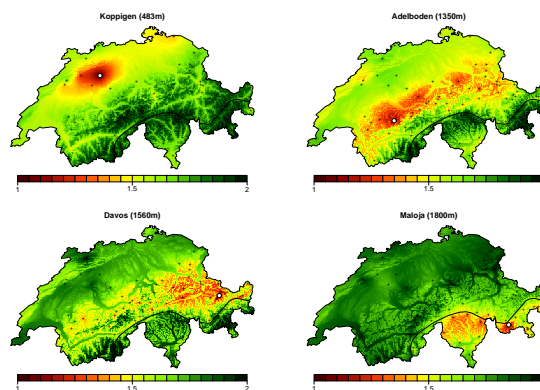 Koppigen (483m)
Adelboden (1350m)
1 1.5 2
1 1.5
Davos (1560m)
Maloja (1800m)
1 1.5 2
1 1.5